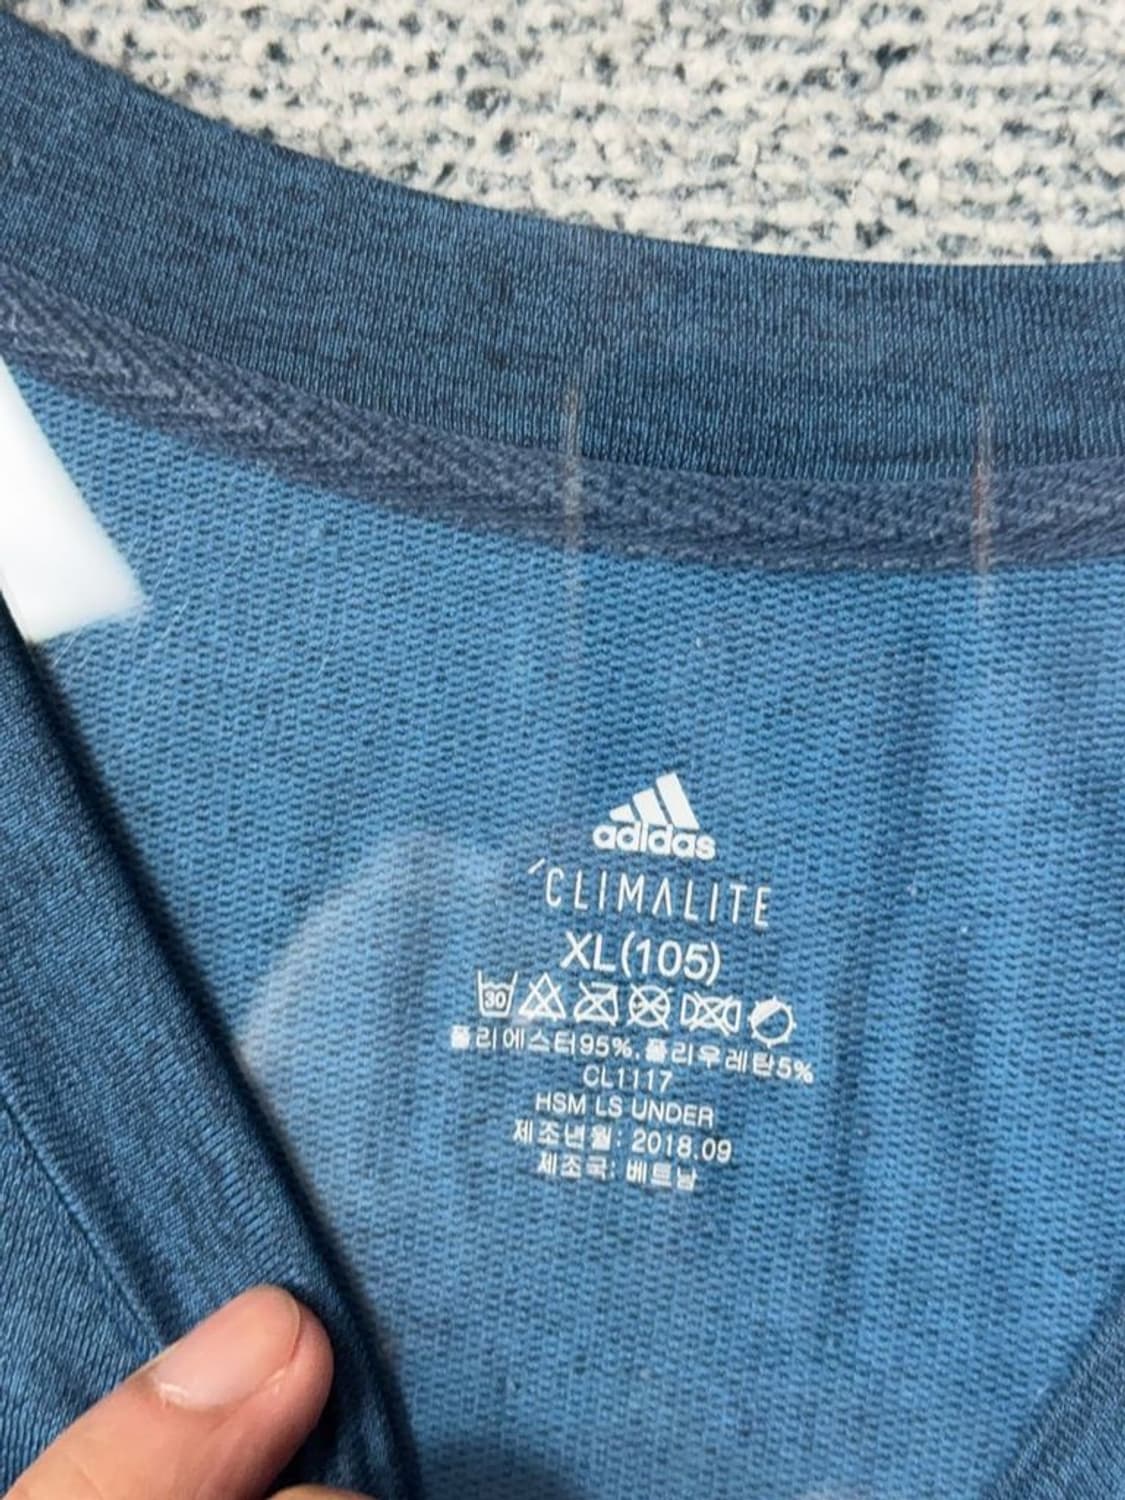 adidas
CLIMALITE
XL(105)
30
폴리에스터95%, 폴리우레탄5%
CL1117
HSM LS UNDER
제조년월: 2018.09
제조국: 베트남